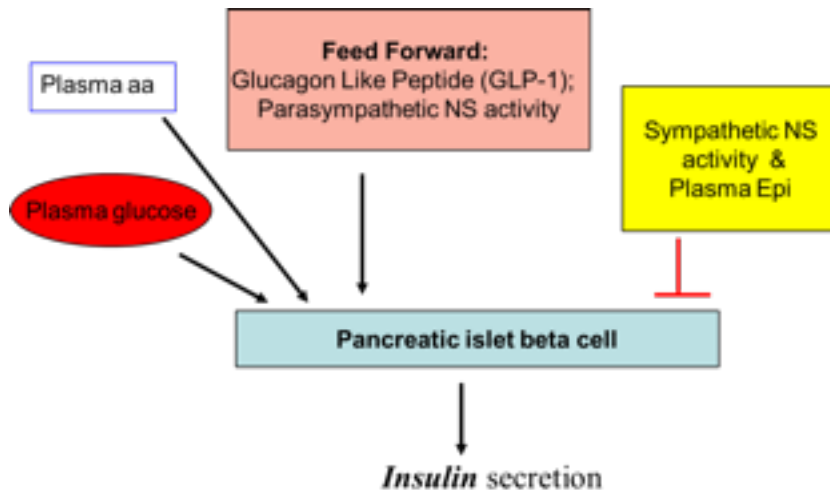 Feed Forward:
Glucagon Like Peptide (GLP-1);
Parasympathetic NS activity
Plasma aa
Sympathetic NS
activity &
Plasma Epi
Plasma glucose
Pancreatic islet beta cell
Insulin secretion